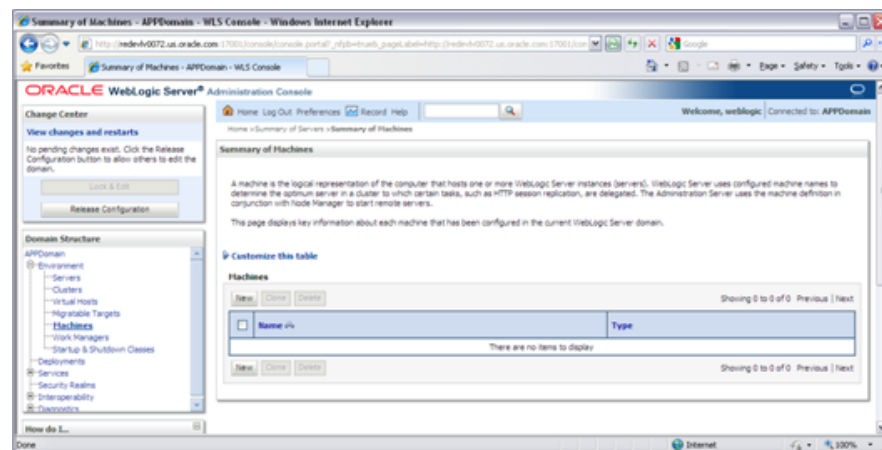 Summary of Machines - APPDomain - WLS Console - Windows Internet Explorer
Google
Favorites Summary of Machines - APPDomain - WLS Console
Page Safety Tools
ORACLE WebLogic Server® Administration Console
Change Center
View changes and restarts
No pending changes exist. Click the Release
Configuration button to allow others to edit the
domain.
Lock & Edit
Release Configuration
Domain Structure
APPDomain
Environment
Servers
Clusters
Virtual Hosts
Migratable Targets
Machines
Work Managers
Startup & Shutdown Classes
Deployments
Services
Security Realms
Interoperability
Diagnostics
How do I...
Home Log Out Preferences Record Help
Welcome, weblogic Connected to: APPDomain
Home >Summary of Servers >Summary of Machines
Summary of Machines
A machine is the logical representation of the computer that hosts one or more WebLogic Server instances (servers). WebLogic Server uses configured machine names to
determine the optimum server in a cluster to which certain tasks, such as HTTP session replication, are delegated. The Administration Server uses the machine definition in
conjunction with Node Manager to start remote servers.
This page displays key information about each machine that has been configured in the current WebLogic Server domain.
Customize this table
Machines
New Clone Delete Showing 0 to 0 of 0 Previous | Next
Name Type
There are no items to display
New Clone Delete Showing 0 to 0 of 0 Previous | Next
Done Internet 100%